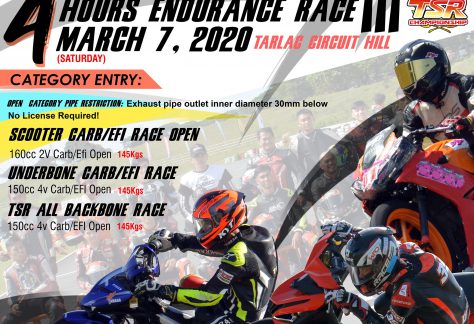 4 HOURS ENDURANCE RACE III
MARCH 7, 2020 TARLAC CIRCUIT HILL
(SATURDAY)
TSR
CHAMPIONSHIP
CATEGORY ENTRY:
OPEN CATEGORY PIPE RESTRICTION: Exhaust pipe outlet inner diameter 30mm below
No License Required!
SCOOTER CARB/EFI RACE OPEN
160cc 2V Carb/Efi Open 145Kgs
UNDERBONE CARB/EFI RACE
150cc 4v Carb/EFI Open 145Kgs
TSR ALL BACKBONE RACE
150cc 4v Carb/EFI Open 145Kgs